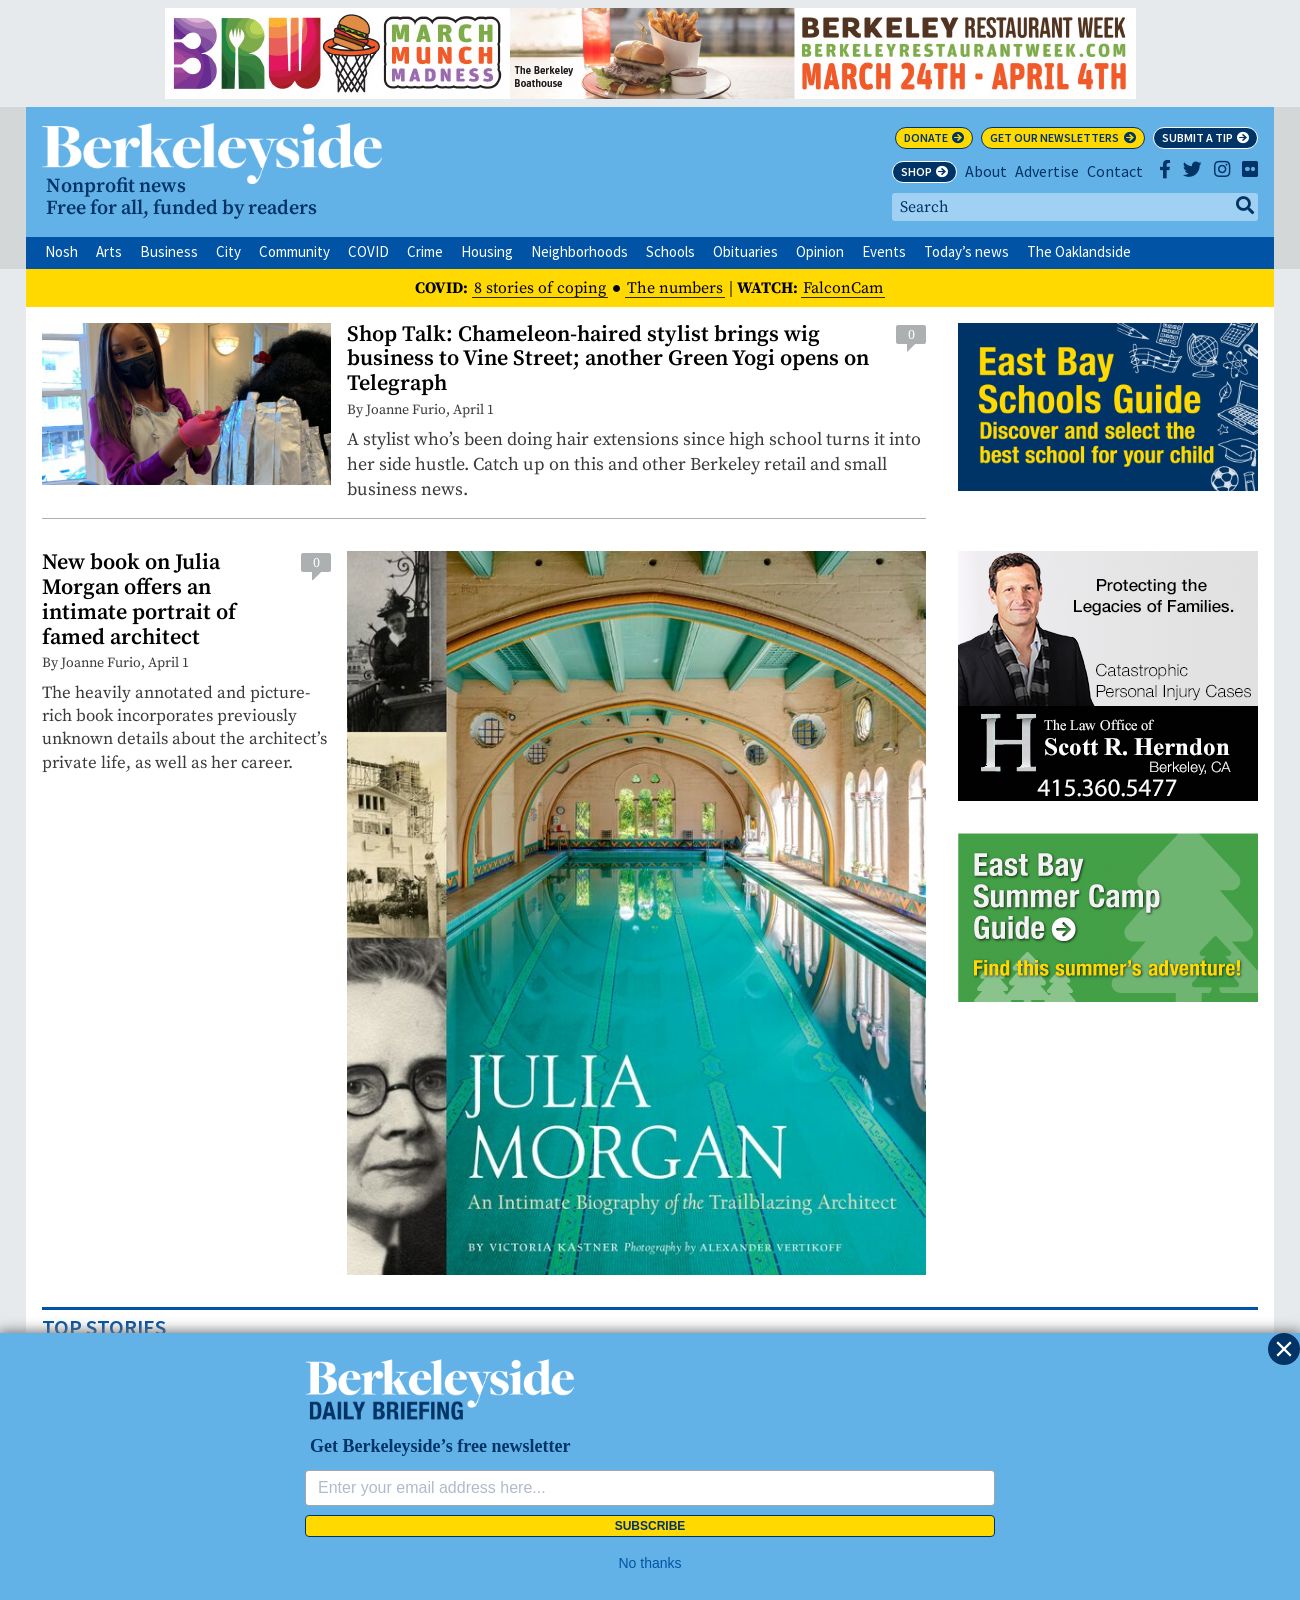 BRW
MARCH
MUNCH
MADNESS
The Berkeley
Boathouse
BERKELEY RESTAURANT WEEK
BERKELEYRESTAURANTWEEK.COM
MARCH 24TH - APRIL 4TH
Berkeleyside
Nonprofit news
Free for all, funded by readers
DONATE GET OUR NEWSLETTERS SUBMIT A TIP
SHOP About Advertise Contact
Search
Nosh Arts Business City Community COVID Crime Housing Neighborhoods Schools Obituaries Opinion Events Today’s news The Oaklandside
COVID: 8 stories of coping ● The numbers | WATCH: FalconCam
Shop Talk: Chameleon-haired stylist brings wig
business to Vine Street; another Green Yogi opens on
Telegraph
0
By Joanne Furio, April 1
A stylist who’s been doing hair extensions since high school turns it into
her side hustle. Catch up on this and other Berkeley retail and small
business news.
East Bay
Schools Guide
Discover and select the
best school for your child
New book on Julia
Morgan offers an
intimate portrait of
famed architect
0
By Joanne Furio, April 1
The heavily annotated and picture-
rich book incorporates previously
unknown details about the architect’s
private life, as well as her career.
JULIA
MORGAN
An Intimate Biography of the Trailblazing Architect
BY VICTORIA KASTNER Photography by ALEXANDER VERTIKOFF
Protecting the
Legacies of Families.
Catastrophic
Personal Injury Cases
H
The Law Office of
Scott R. Herndon
Berkeley, CA
415.360.5477
East Bay
Summer Camp
Guide
Find this summer’s adventure!
TOP STORIES
Berkeleyside
DAILY BRIEFING
Get Berkeleyside’s free newsletter
Enter your email address here...
SUBSCRIBE
No thanks